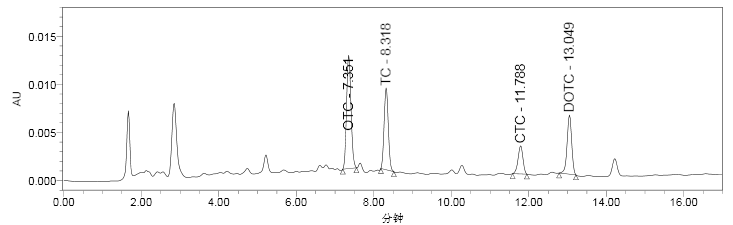 0.015
0.010
0.005
0.000
AU
OTC - 7.351
TC - 8.318
CTC - 11.788
DOTC - 13.049
0.00 2.00 4.00 6.00 8.00 10.00 12.00 14.00 16.00
分钟